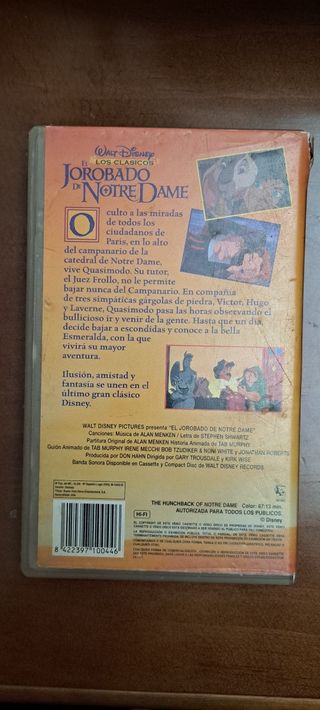 WALT DISNEY
LOS CLÁSICOS
EL
JOROBADO
DE NOTRE DAME
Oculto a las miradas
de todos los
ciudadanos de
París, en lo alto
del campanario de la
catedral de Notre Dame,
vive Quasimodo. Su tutor,
el Juez Frollo, no le permite
bajar nunca del Campanario. En compañía
de tres simpáticas gárgolas de piedra, Victor, Hugo
y Laverne, Quasimodo pasa las horas observando el
bullicioso ir y venir de la gente. Hasta que un día,
decide bajar a escondidas y conoce a la bella
Esmeralda, con la que
vivirá su mayor
aventura.
Ilusión, amistad y
fantasía se unen en el
último gran clásico
Disney.
WALT DISNEY PICTURES presenta "EL JOROBADO DE NOTRE DAME"
Canciones: Música de ALAN MENKEN / Letra de STEPHEN SHWARTZ
Partitura Original de ALAN MENKEN Historia Animada de TAB MURPHY
Guión Animado de TAB MURPHY IRENE MECCHI BOB TZUDIKER & NONI WHITE y JONATHAN ROBERTS
Producida por DON HAHN Dirigida por GARY TROUSDALE y KIRK WISE
Banda Sonora Disponible en Cassette y Compact Disc de WALT DISNEY RECORDS
THE HUNCHBACK OF NOTRE DAME Color: 87:13 min.
HI-FI
AUTORIZADA PARA TODOS LOS PUBLICOS.
© Disney
8 422397 100446